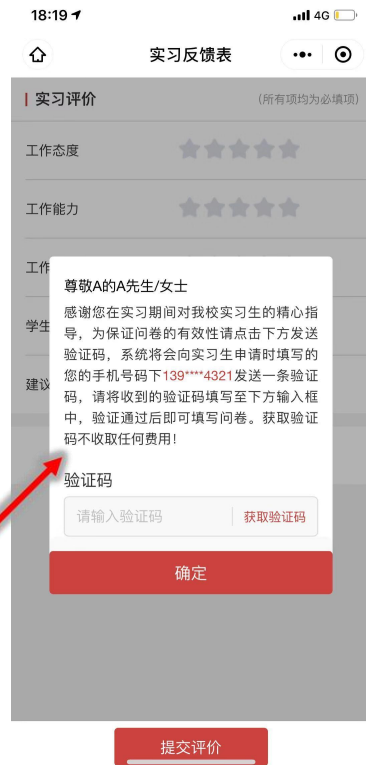 18:19
4G
实习反馈表
实习评价
(所有项均为必填项)
工作态度
工作能力
工作
学生
建议
尊敬A的A先生/女士
感谢您在实习期间对我校实习生的精心指
导，为保证问卷的有效性请点击下方发送
验证码，系统将会向实习生申请时填写的
您的手机号码下139****4321发送一条验证
码，请将收到的验证码填写至下方输入框
中，验证通过后即可填写问卷。获取验证
码不收取任何费用！
验证码
请输入验证码
获取验证码
确定
提交评价